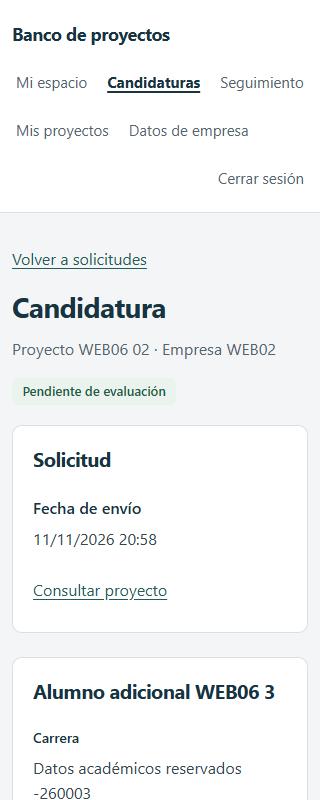 Banco de proyectos
Mi espacio Candidaturas Seguimiento
Mis proyectos Datos de empresa
Cerrar sesión
Volver a solicitudes
Candidatura
Proyecto WEB06 02 · Empresa WEB02
Pendiente de evaluación
Solicitud
Fecha de envío
11/11/2026 20:58
Consultar proyecto
Alumno adicional WEB06 3
Carrera
Datos académicos reservados
-260003